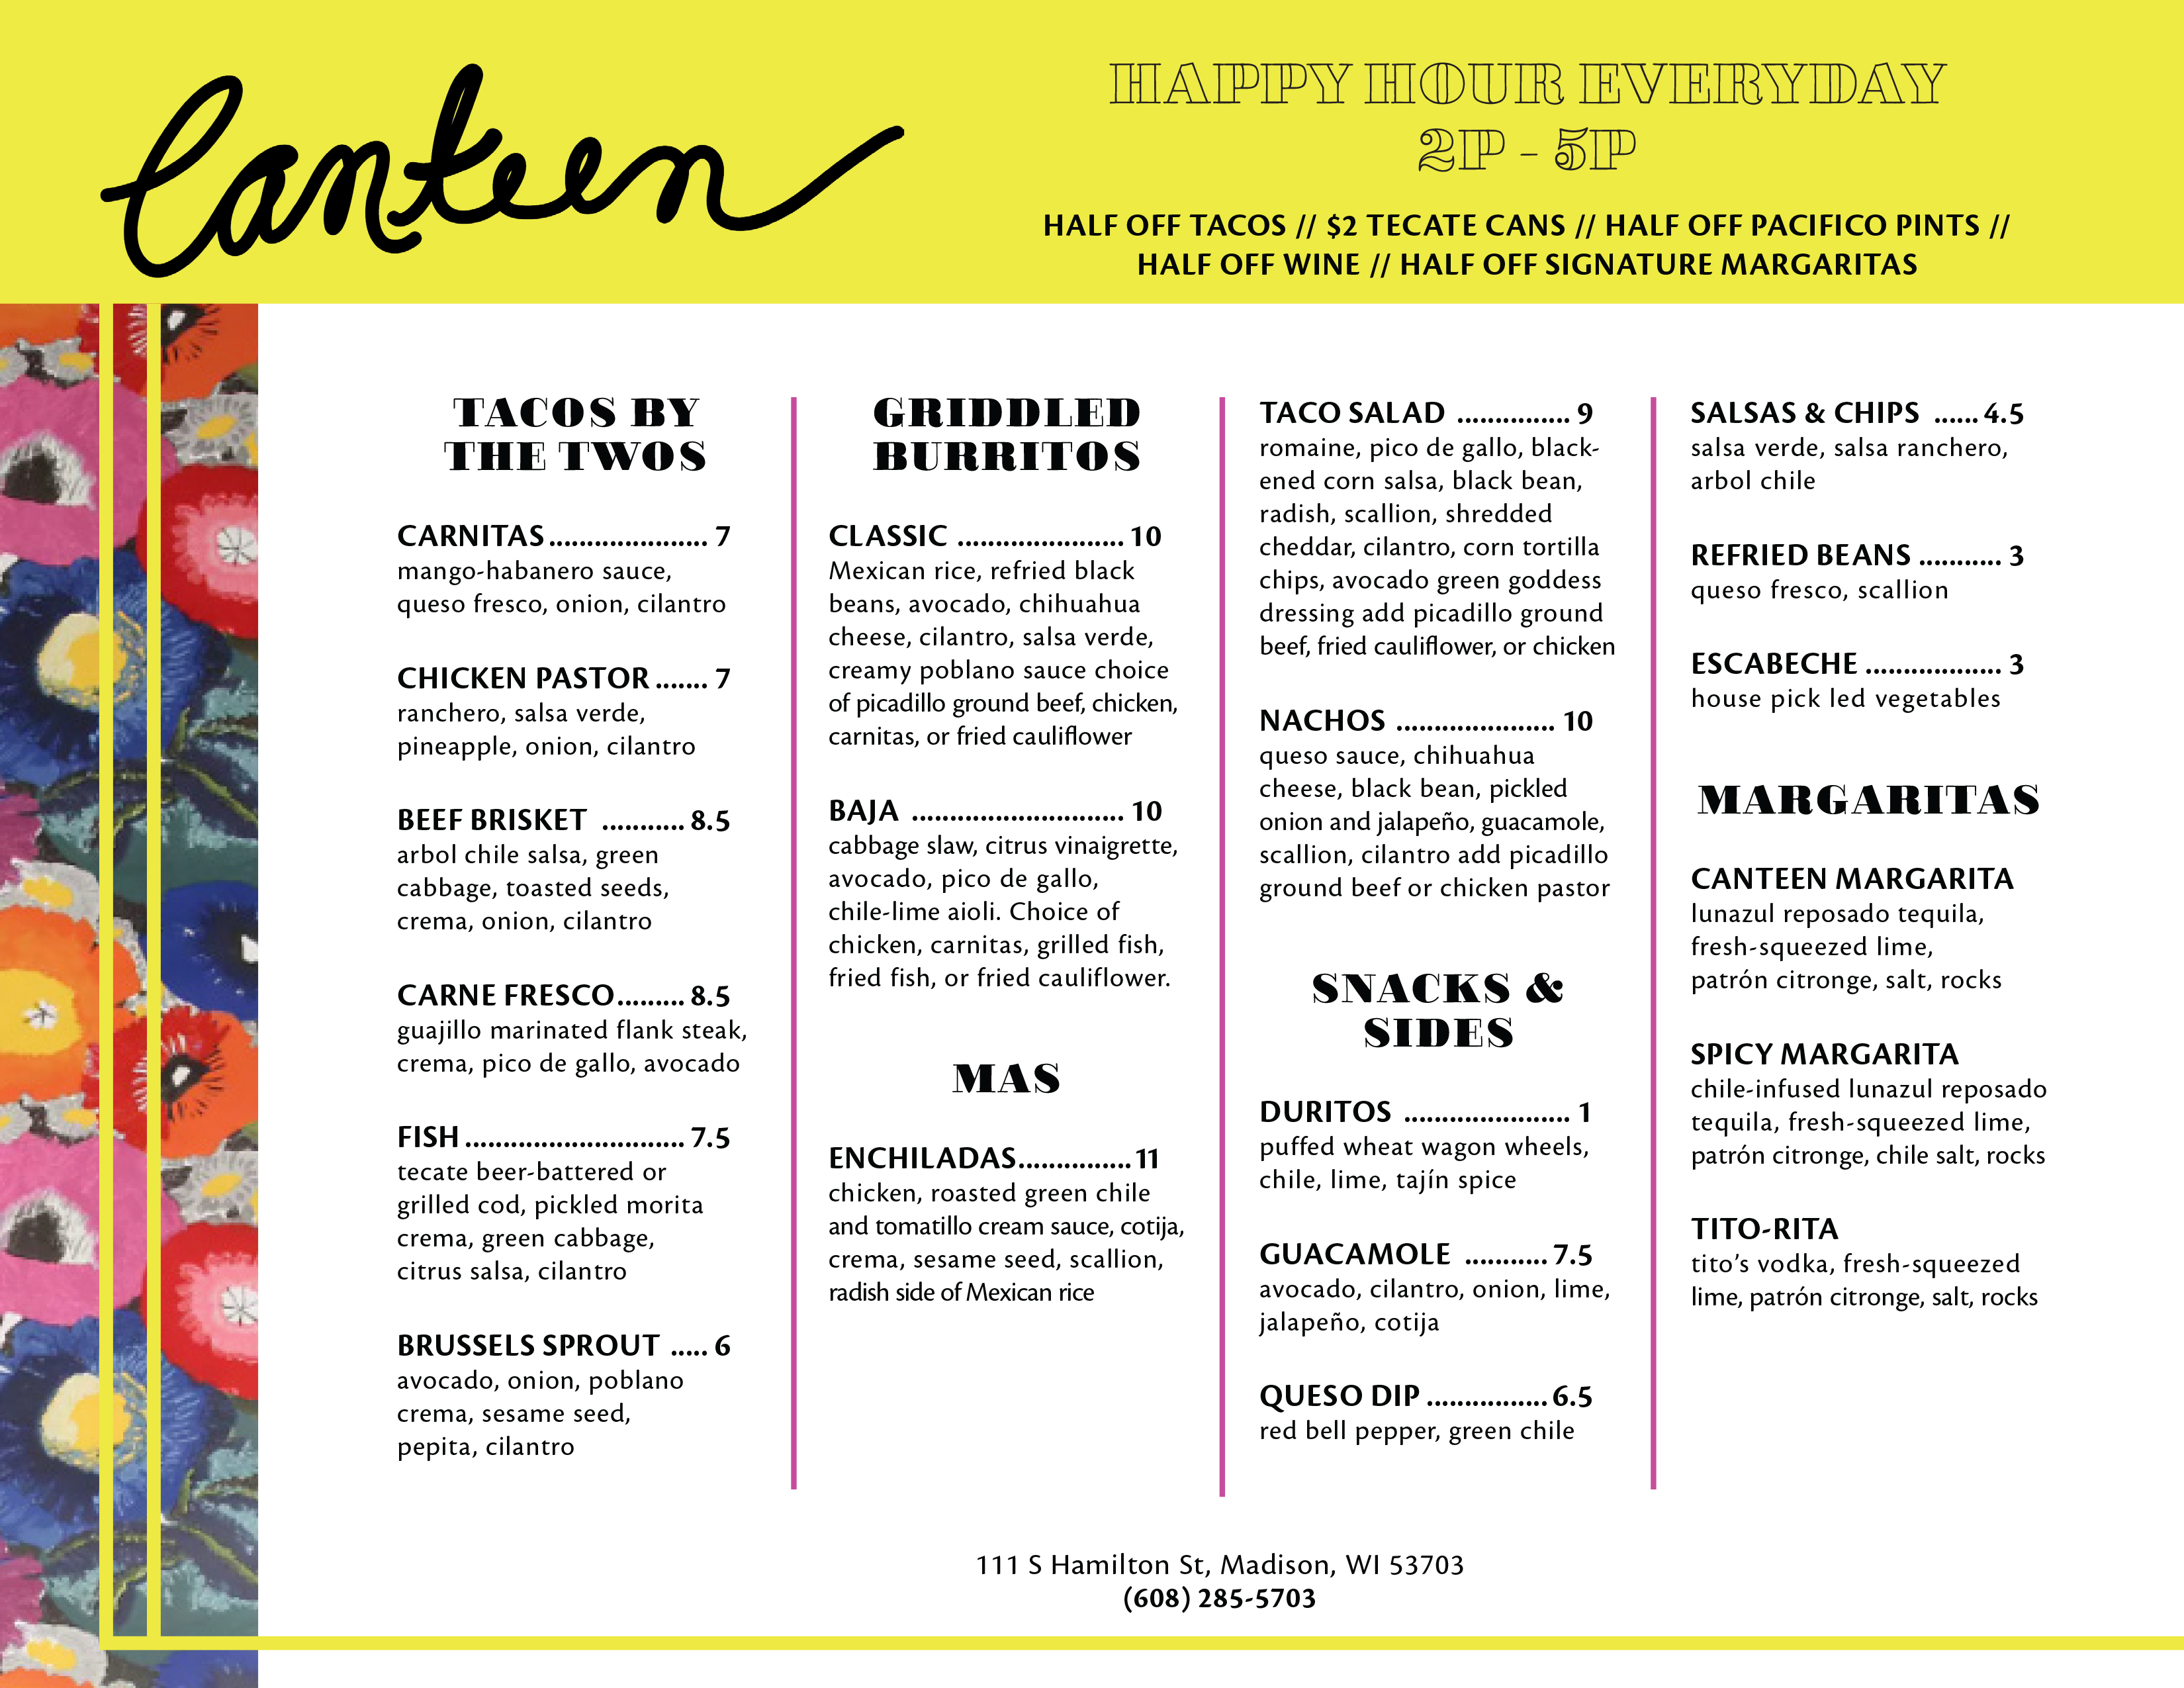 Canteen
HAPPY HOUR EVERYDAY
2P - 5P
HALF OFF TACOS // $2 TECATE CANS // HALF OFF PACIFICO PINTS //
HALF OFF WINE // HALF OFF SIGNATURE MARGARITAS
TACOS BY
THE TWOS
CARNITAS..................... 7
mango-habanero sauce,
queso fresco, onion, cilantro
CHICKEN PASTOR....... 7
ranchero, salsa verde,
pineapple, onion, cilantro
BEEF BRISKET ........... 8.5
arbol chile salsa, green
cabbage, toasted seeds,
crema, onion, cilantro
CARNE FRESCO......... 8.5
guajillo marinated flank steak,
crema, pico de gallo, avocado
FISH............................. 7.5
tecate beer-battered or
grilled cod, pickled morita
crema, green cabbage,
citrus salsa, cilantro
BRUSSELS SPROUT ..... 6
avocado, onion, poblano
crema, sesame seed,
pepita, cilantro
GRIDDLED
BURRITOS
CLASSIC ...................... 10
Mexican rice, refried black
beans, avocado, chihuahua
cheese, cilantro, salsa verde,
creamy poblano sauce choice
of picadillo ground beef, chicken,
carnitas, or fried cauliflower
BAJA ............................ 10
cabbage slaw, citrus vinaigrette,
avocado, pico de gallo,
chile-lime aioli. Choice of
chicken, carnitas, grilled fish,
fried fish, or fried cauliflower.
MAS
ENCHILADAS...............11
chicken, roasted green chile
and tomatillo cream sauce, cotija,
crema, sesame seed, scallion,
radish side of Mexican rice
TACO SALAD ............... 9
romaine, pico de gallo, black-
ened corn salsa, black bean,
radish, scallion, shredded
cheddar, cilantro, corn tortilla
chips, avocado green goddess
dressing add picadillo ground
beef, fried cauliflower, or chicken
NACHOS ..................... 10
queso sauce, chihuahua
cheese, black bean, pickled
onion and jalapeño, guacamole,
scallion, cilantro add picadillo
ground beef or chicken pastor
SNACKS &
SIDES
DURITOS ...................... 1
puffed wheat wagon wheels,
chile, lime, tajín spice
GUACAMOLE ........... 7.5
avocado, cilantro, onion, lime,
jalapeño, cotija
QUESO DIP ................6.5
red bell pepper, green chile
SALSAS & CHIPS ...... 4.5
salsa verde, salsa ranchero,
arbol chile
REFRIED BEANS ........... 3
queso fresco, scallion
ESCABECHE .................. 3
house pick led vegetables
MARGARITAS
CANTEEN MARGARITA
lunazul reposado tequila,
fresh-squeezed lime,
patrón citronge, salt, rocks
SPICY MARGARITA
chile-infused lunazul reposado
tequila, fresh-squeezed lime,
patrón citronge, chile salt, rocks
TITO-RITA
tito's vodka, fresh-squeezed
lime, patrón citronge, salt, rocks
111 S Hamilton St, Madison, WI 53703
(608) 285-5703